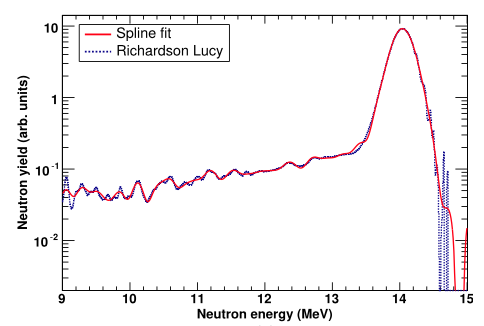 Spline fit
Richardson Lucy
10
1
10⁻¹
10⁻²
Neutron yield (arb. units)
9 10 11 12 13 14 15
Neutron energy (MeV)